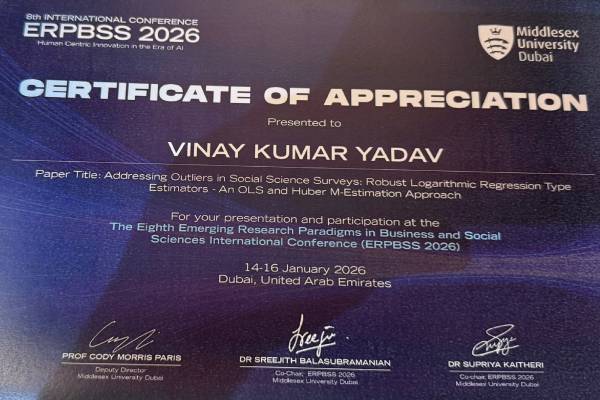 8th INTERNATIONAL CONFERENCE
ERPBSS 2026
Human Centric Innovation in the Era of AI
Middlesex
University
Dubai
CERTIFICATE OF APPRECIATION
Presented to
VINAY KUMAR YADAV
Paper Title: Addressing Outliers in Social Science Surveys: Robust Logarithmic Regression Type
Estimators - An OLS and Huber M-Estimation Approach
For your presentation and participation at the
The Eighth Emerging Research Paradigms in Business and Social
Sciences International Conference (ERPBSS 2026)
14-16 January 2026
Dubai, United Arab Emirates
PROF CODY MORRIS PARIS
Deputy Director
Middlesex University Dubai
DR SREEJITH BALASUBRAMANIAN
Co-Chair, ERPBSS 2026
Middlesex University Dubai
DR SUPRIYA KAITHERI
Co-chair, ERPBSS 2026
Middlesex University Dubai